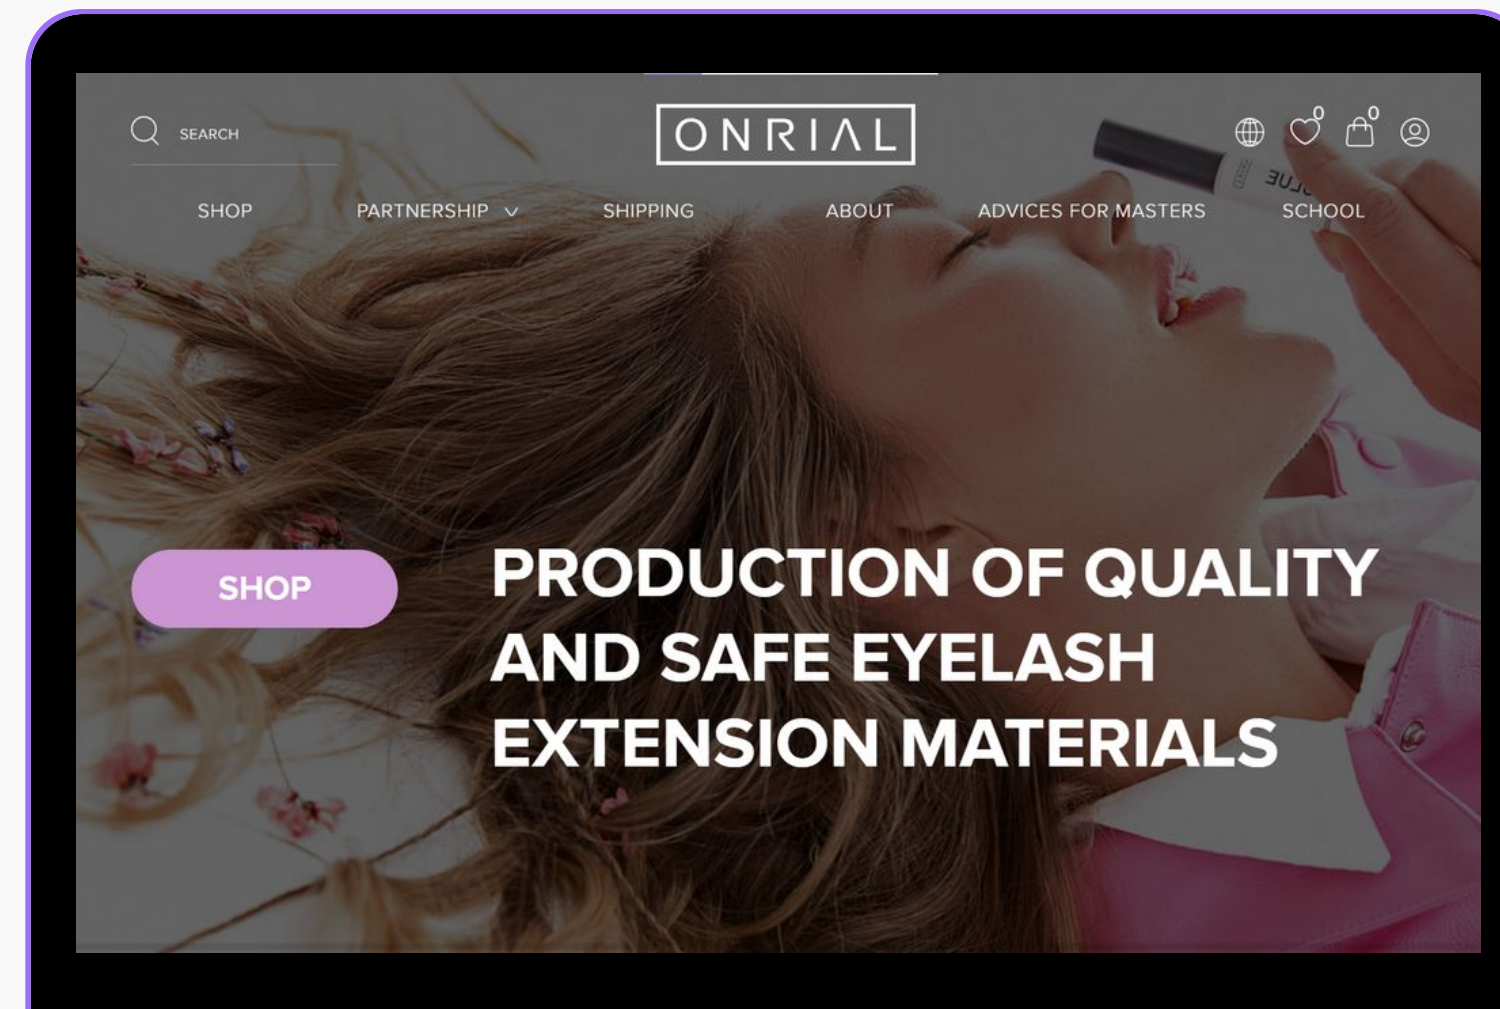 SEARCH
ONRIAL
0
0
SHOP
PARTNERSHIP
SHIPPING
ABOUT
ADVICES FOR MASTERS
SCHOOL
SHOP
PRODUCTION OF QUALITY
AND SAFE EYELASH
EXTENSION MATERIALS